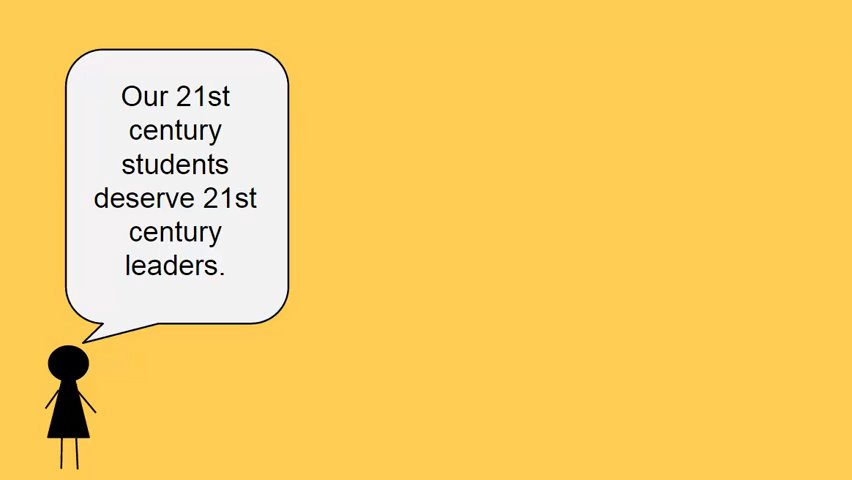 Our 21st
century
students
deserve 21st
century
leaders.